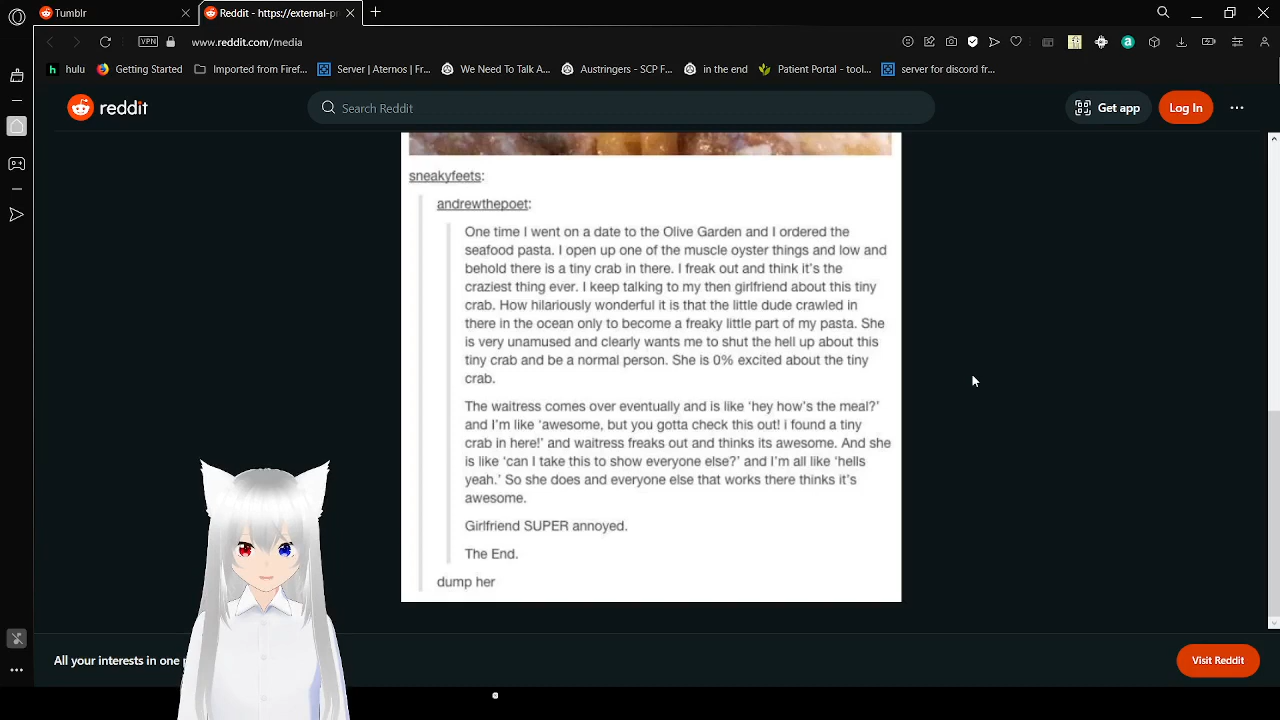 Tumblr
Reddit - https://external-pr
VPN
www.reddit.com/media
hulu
Getting Started
Imported from Firef...
Server | Aternos | Fr...
We Need To Talk A...
Austringers - SCP F...
in the end
Patient Portal - tool...
server for discord fr...
reddit
Search Reddit
Get app
Log In
sneakyfeets:
andrewthepoet:
One time I went on a date to the Olive Garden and I ordered the
seafood pasta. I open up one of the muscle oyster things and low and
behold there is a tiny crab in there. I freak out and think it's the
craziest thing ever. I keep talking to my then girlfriend about this tiny
crab. How hilariously wonderful it is that the little dude crawled in
there in the ocean only to become a freaky little part of my pasta. She
is very unamused and clearly wants me to shut the hell up about this
tiny crab and be a normal person. She is 0% excited about the tiny
crab.
The waitress comes over eventually and is like ‘hey how's the meal?’
and I'm like ‘awesome, but you gotta check this out! i found a tiny
crab in here!’ and waitress freaks out and thinks its awesome. And she
is like ‘can I take this to show everyone else?’ and I'm all like ‘hells
yeah.’ So she does and everyone else that works there thinks it's
awesome.
Girlfriend SUPER annoyed.
The End.
dump her
All your interests in one p
Visit Reddit